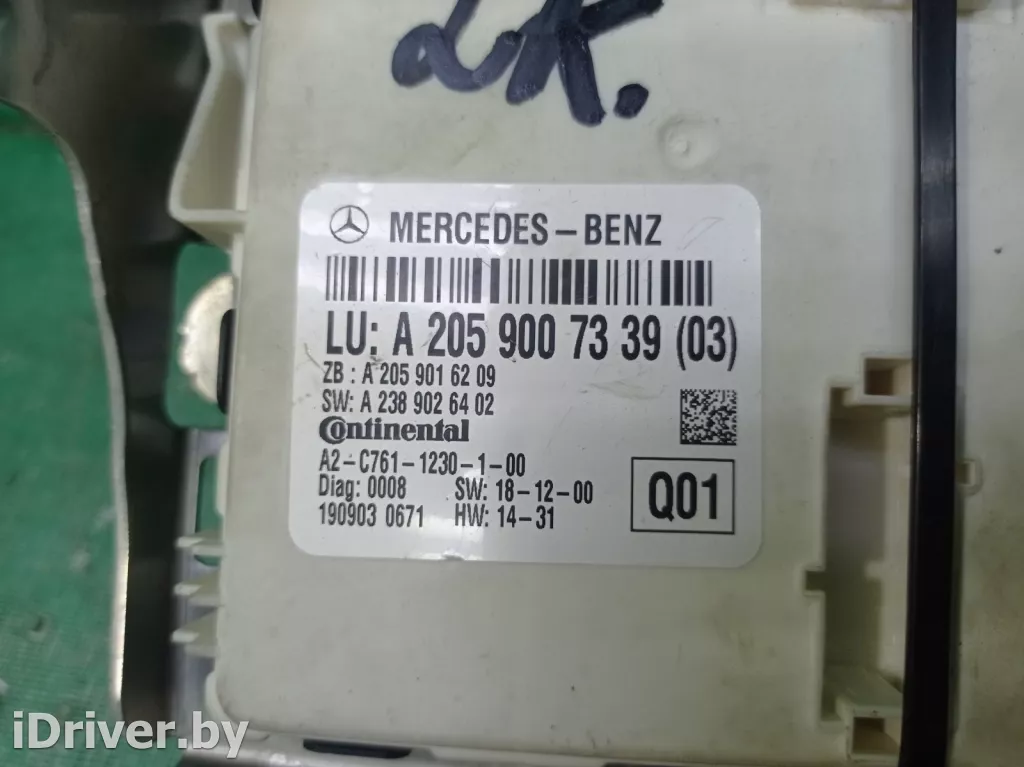 LK.
MERCEDES-BENZ
LU: A 205 900 73 39 (03)
ZB : A 205 901 62 09
SW: A 238 902 64 02
Continental
A2-C761-1230-1-00
Diag: 0008 SW: 18-12-00
190903 0671 HW: 14-31
Q01
iDriver.by